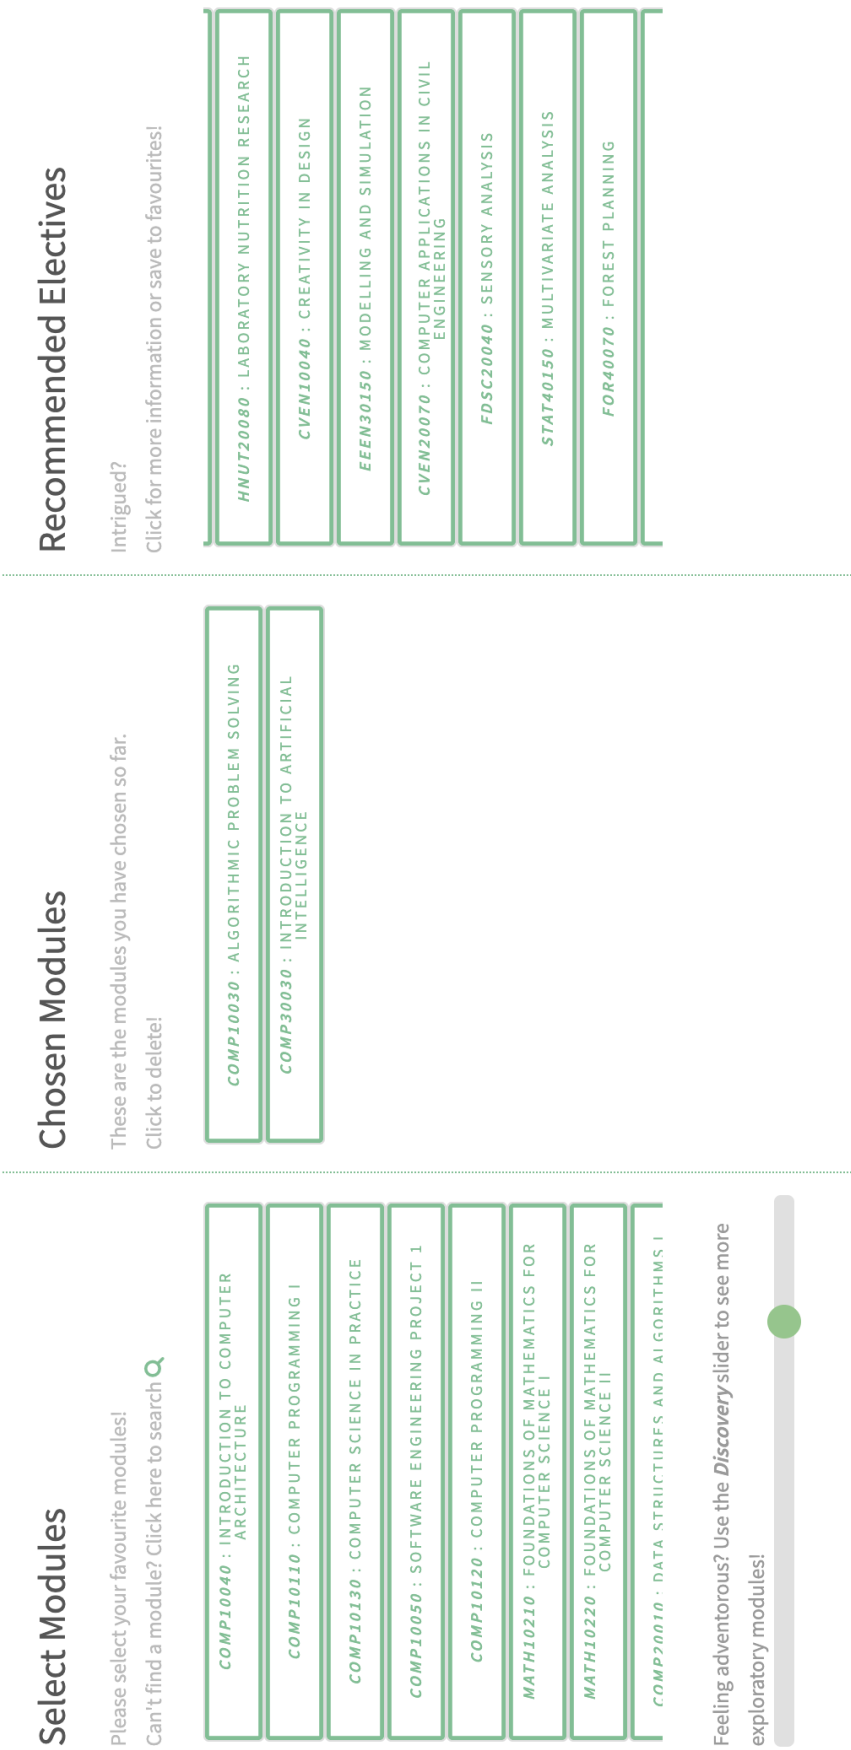 Select Modules
Please select your favourite modules!
Can't find a module? Click here to search
COMP10040 : INTRODUCTION TO COMPUTER
ARCHITECTURE
COMP10110 : COMPUTER PROGRAMMING I
COMP10130 : COMPUTER SCIENCE IN PRACTICE
COMP10050 : SOFTWARE ENGINEERING PROJECT 1
COMP10120 : COMPUTER PROGRAMMING II
MATH10210 : FOUNDATIONS OF MATHEMATICS FOR
COMPUTER SCIENCE I
MATH10220 : FOUNDATIONS OF MATHEMATICS FOR
COMPUTER SCIENCE II
COMP20010 : DATA STRUCTURES AND ALGORITHMS I
Feeling adventorous? Use the Discovery slider to see more
exploratory modules!
Chosen Modules
These are the modules you have chosen so far.
Click to delete!
COMP10030 : ALGORITHMIC PROBLEM SOLVING
COMP30030 : INTRODUCTION TO ARTIFICIAL
INTELLIGENCE
Recommended Electives
Intrigued?
Click for more information or save to favourites!
HNUT20080 : LABORATORY NUTRITION RESEARCH
CVEN10040 : CREATIVITY IN DESIGN
EEEN30150 : MODELLING AND SIMULATION
CVEN20070 : COMPUTER APPLICATIONS IN CIVIL
ENGINEERING
FDSC20040 : SENSORY ANALYSIS
STAT40150 : MULTIVARIATE ANALYSIS
FOR40070 : FOREST PLANNING